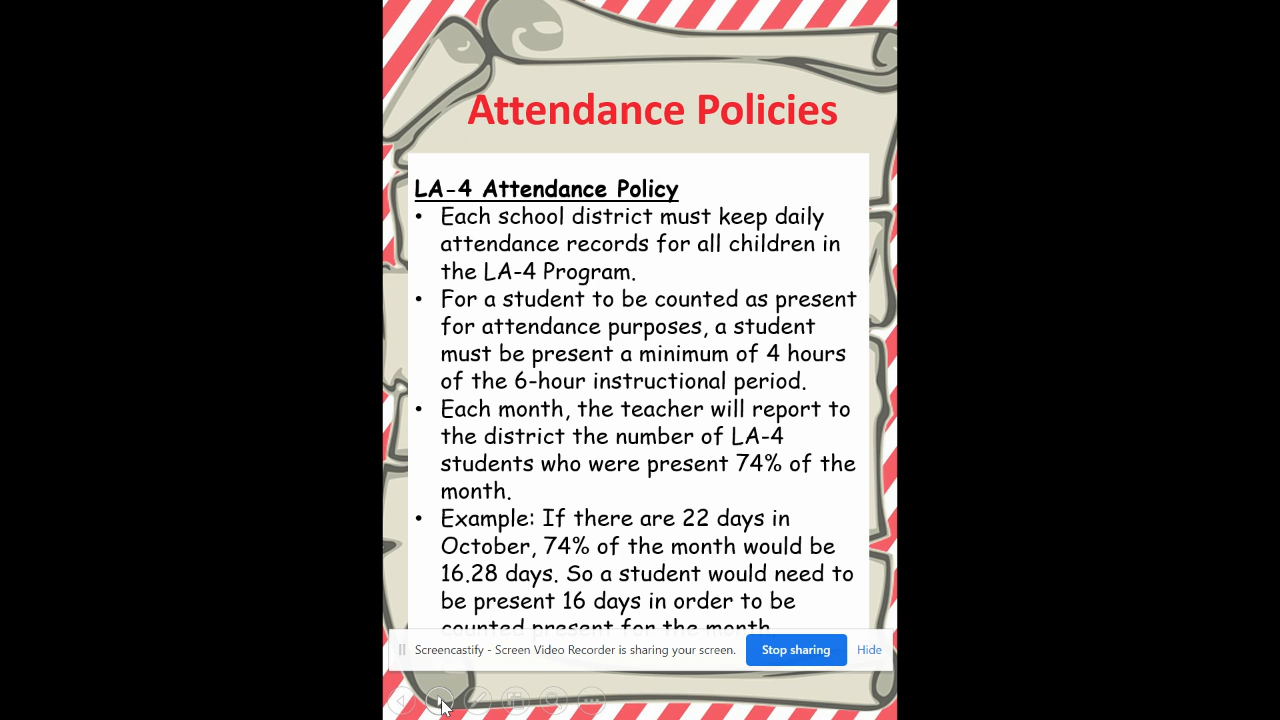 Attendance Policies
LA-4 Attendance Policy
• Each school district must keep daily
attendance records for all children in
the LA-4 Program.
• For a student to be counted as present
for attendance purposes, a student
must be present a minimum of 4 hours
of the 6-hour instructional period.
• Each month, the teacher will report to
the district the number of LA-4
students who were present 74% of the
month.
• Example: If there are 22 days in
October, 74% of the month would be
16.28 days. So a student would need to
be present 16 days in order to be
counted present for the month.
Screencastify - Screen Video Recorder is sharing your screen. Stop sharing Hide